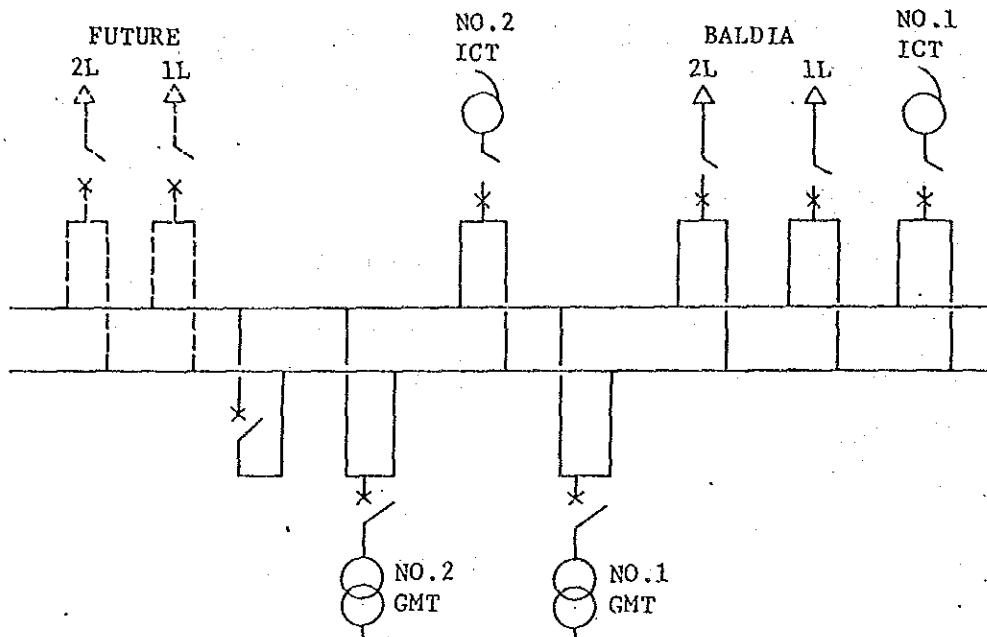 FUTURE
2L 1L
NO.2
ICT
BALDIA
2L 1L
NO.1
ICT
NO.2
GMT
NO.1
GMT